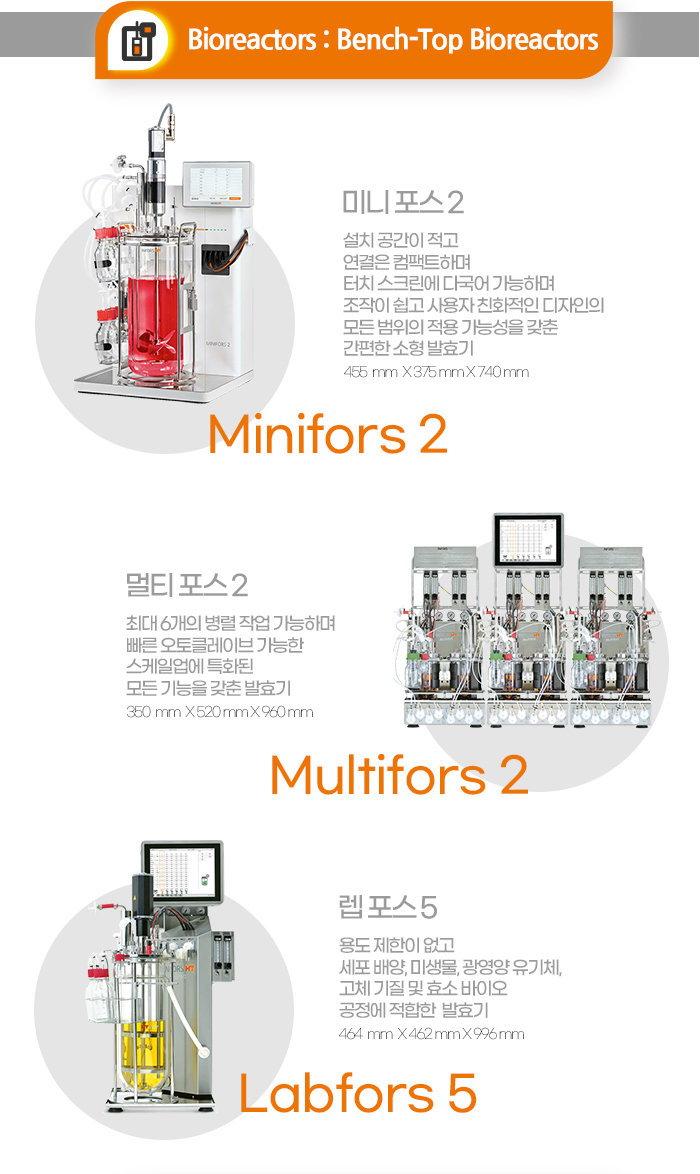 Bioreactors : Bench-Top Bioreactors
미니 포스 2
설치 공간이 적고
연결은 컴팩트하며
터치 스크린에 다국어 가능하며
조작이 쉽고 사용자 친화적인 디자인의
모든 범위의 적용 가능성을 갖춘
간편한 소형 발효기
455 mm X 375 mm X 740 mm
MINIFORS 2
Minifors 2
멀티 포스 2
최대 6개의 병렬 작업 가능하며
빠른 오토클레이브 가능한
스케일업에 특화된
모든 기능을 갖춘 발효기
350 mm X 520 mm X 960 mm
Multifors 2
렙 포스 5
용도 제한이 없고
세포 배양, 미생물, 광영양 유기체,
고체 기질 및 효소 바이오
공정에 적합한 발효기
464 mm X 462 mm X 996 mm
INFORS HT
Labfors 5